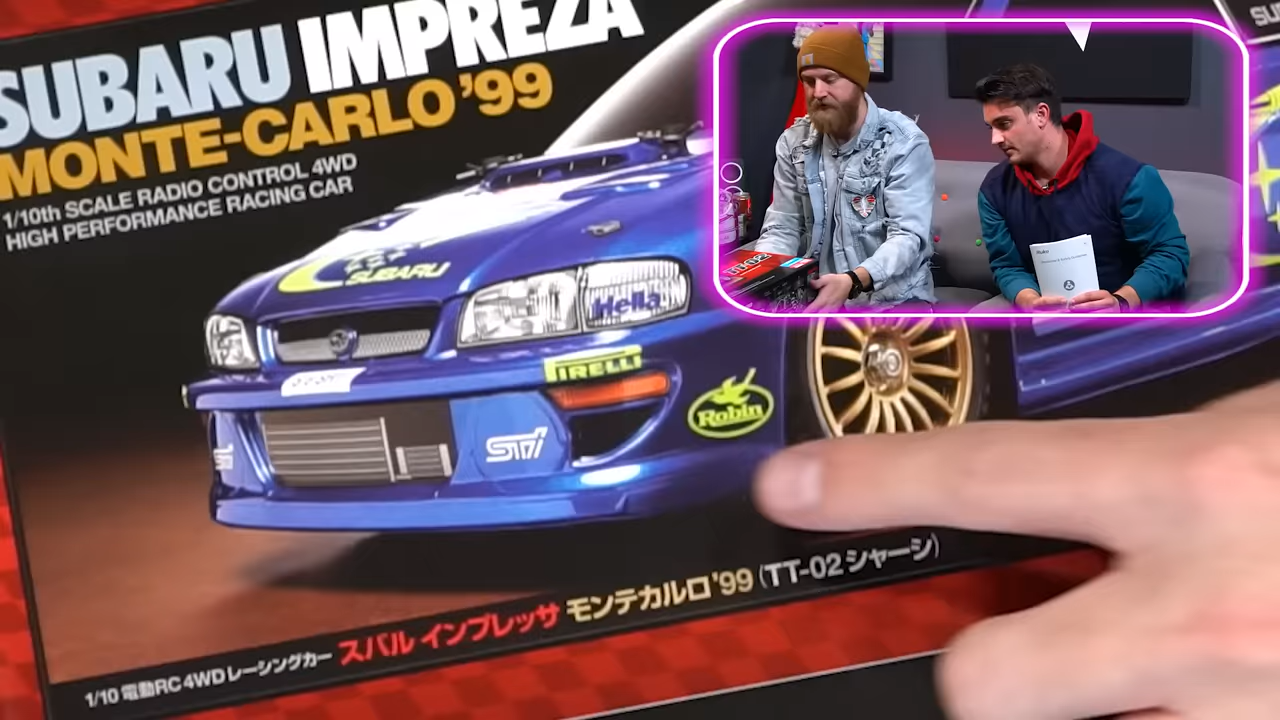 SUBARU IMPREZA
MONTE-CARLO '99
1/10th SCALE RADIO CONTROL 4WD
HIGH PERFORMANCE RACING CAR
SUBARU
Hella
PIRELLI
Robin
STi
1/10 電動RC4WDレーシングカー スバル インプレッサ モンテカルロ'99 (TT-02 シャーシ)
TT-02